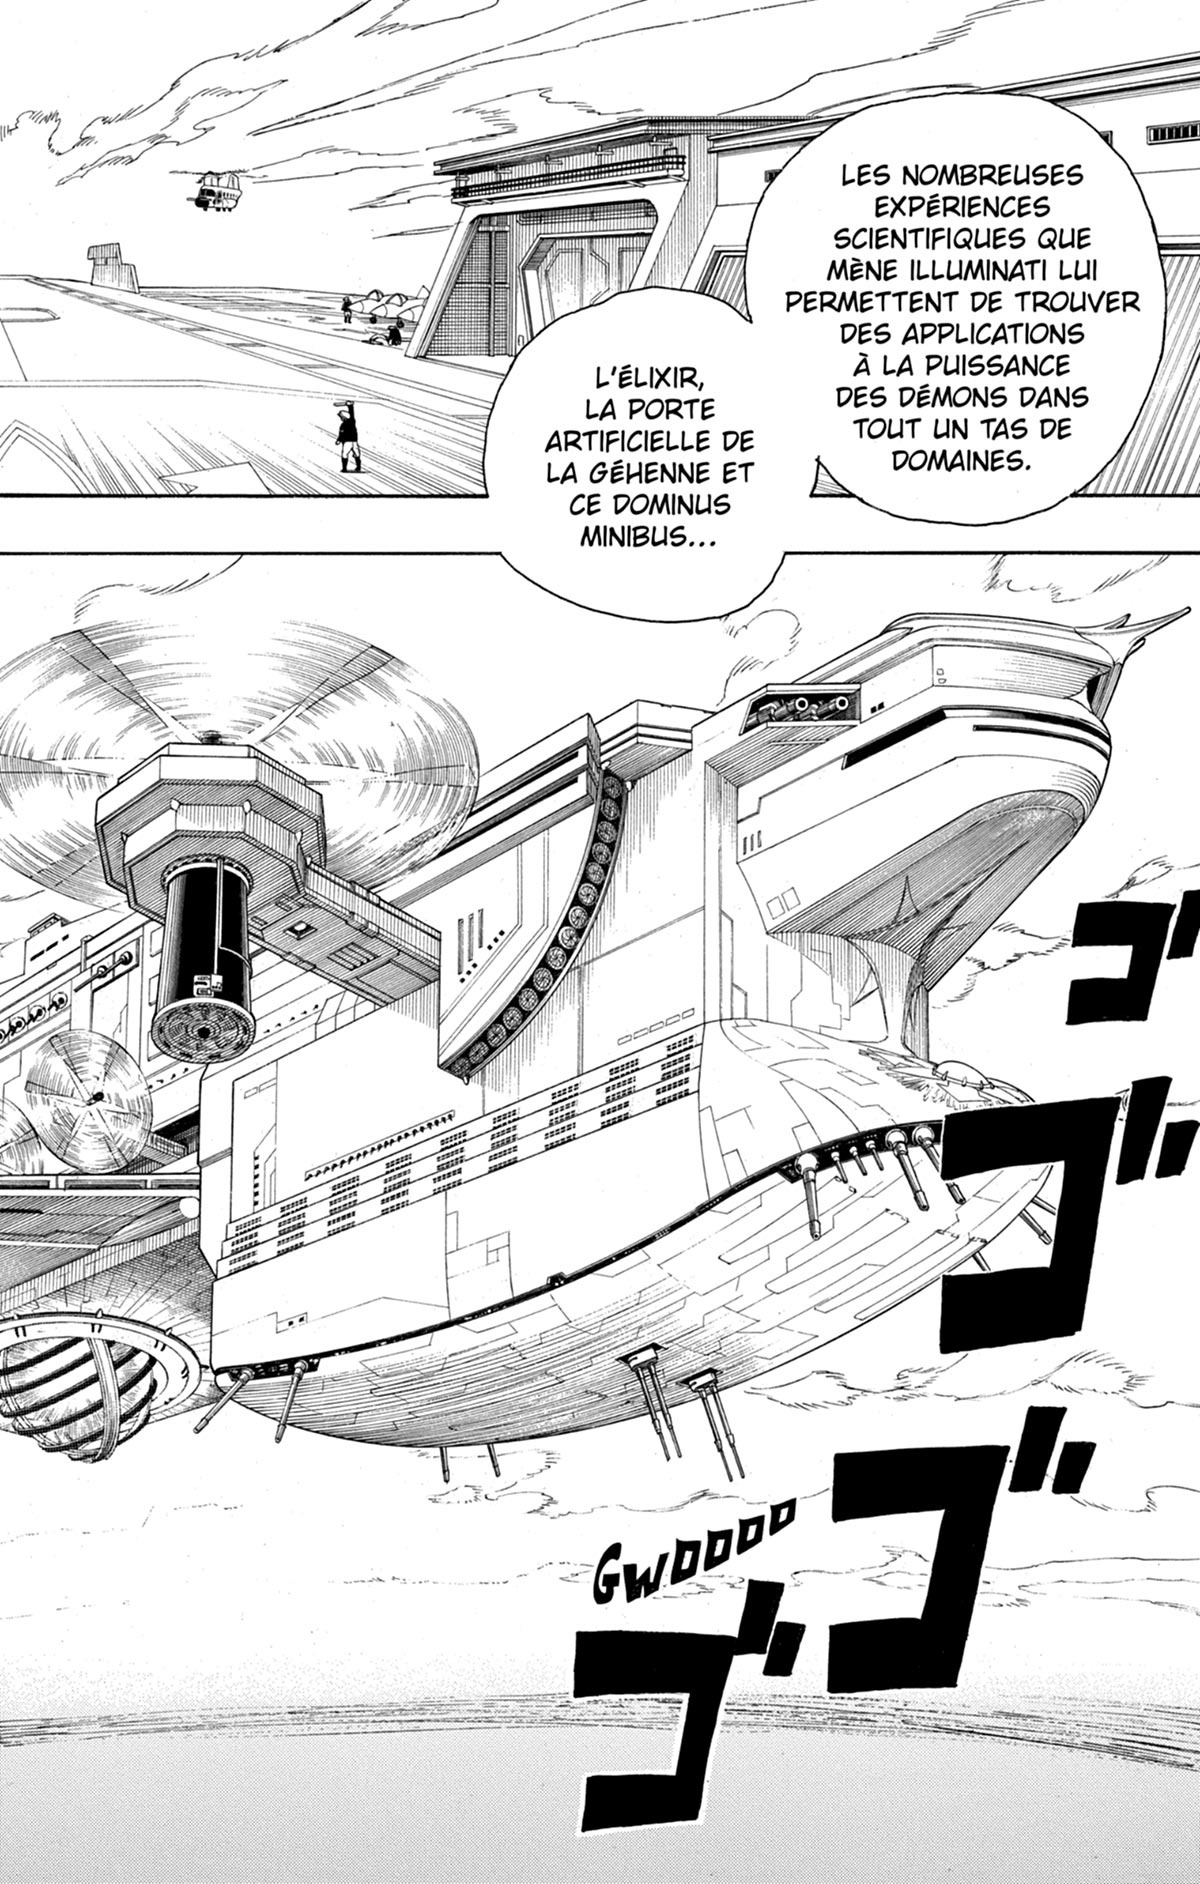 LES NOMBREUSES
EXPÉRIENCES
SCIENTIFIQUES QUE
MÈNE ILLUMINATI LUI
PERMETTENT DE TROUVER
DES APPLICATIONS
À LA PUISSANCE
DES DÉMONS DANS
TOUT UN TAS DE
DOMAINES.
L'ÉLIXIR,
LA PORTE
ARTIFICIELLE DE
LA GÉHENNE ET
CE DOMINUS
MINIBUS...
ゴ
ゴ
ゴ
ゴ
GWOOOO